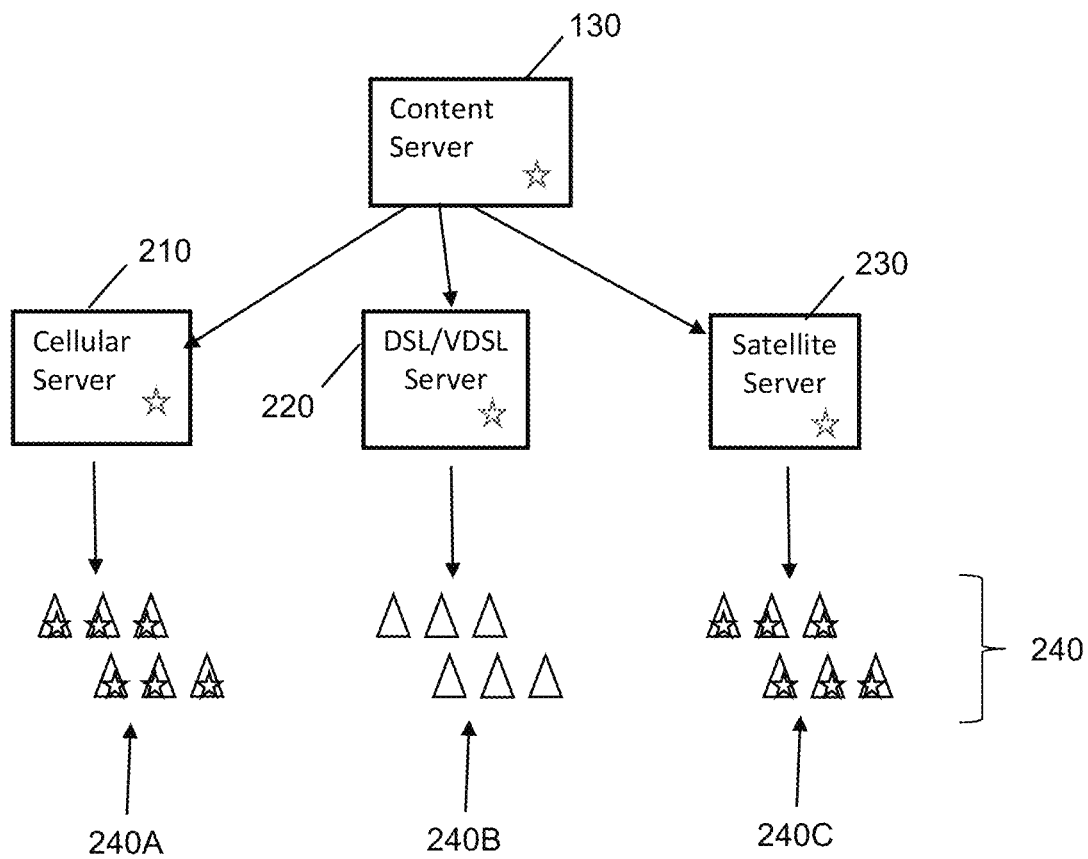 130
Content
Server
210
230
Cellular
Server
DSL/VDSL
Server
Satellite
Server
220
240
240A
240B
240C